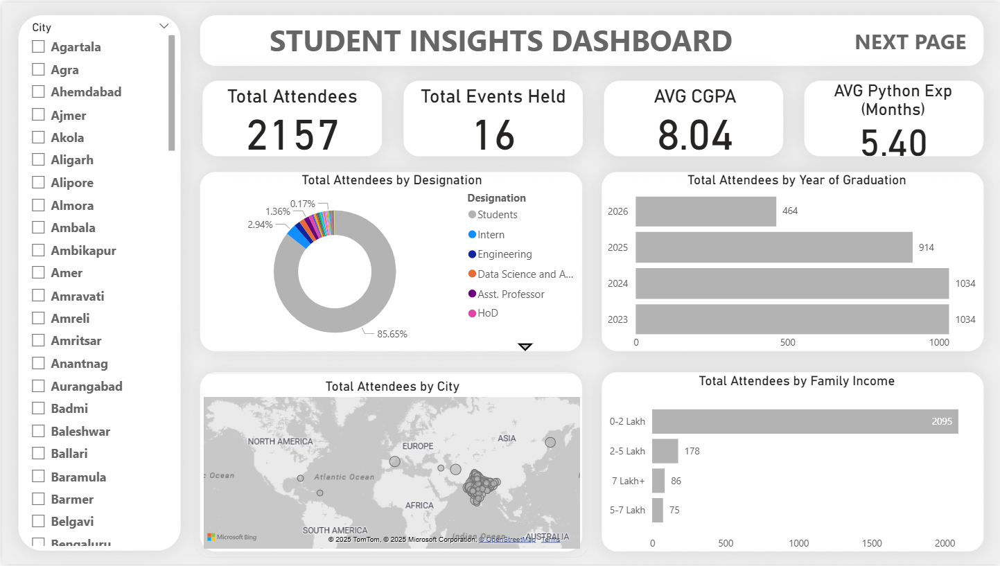 City
Agartala
Agra
Ahemdabad
Ajmer
Akola
Aligarh
Alipore
Almora
Ambala
Ambikapur
Amer
Amravati
Amreli
Amritsar
Anantnag
Aurangabad
Badmi
Baleshwar
Ballari
Baramula
Barmer
Belgavi
Bengaluru
STUDENT INSIGHTS DASHBOARD
NEXT PAGE
Total Attendees
2157
Total Events Held
16
AVG CGPA
8.04
AVG Python Exp
(Months)
5.40
Total Attendees by Designation
0.17%
1.36%
2.94%
85.65%
Designation
Students
Intern
Engineering
Data Science and A...
Asst. Professor
HoD
Total Attendees by Year of Graduation
2026 464
2025 914
2024 1034
2023 1034
0 500 1000
Total Attendees by City
NORTH AMERICA
EUROPE
ASIA
c Ocean
Atlantic Ocean
AFRICA
SOUTH AMERICA
Indian Ocean
AUSTRALIA
Microsoft Bing
© 2025 TomTom, © 2025 Microsoft Corporation, © OpenStreetMap Terms
Total Attendees by Family Income
0-2 Lakh 2095
2-5 Lakh 178
7 Lakh+ 86
5-7 Lakh 75
0 500 1000 1500 2000